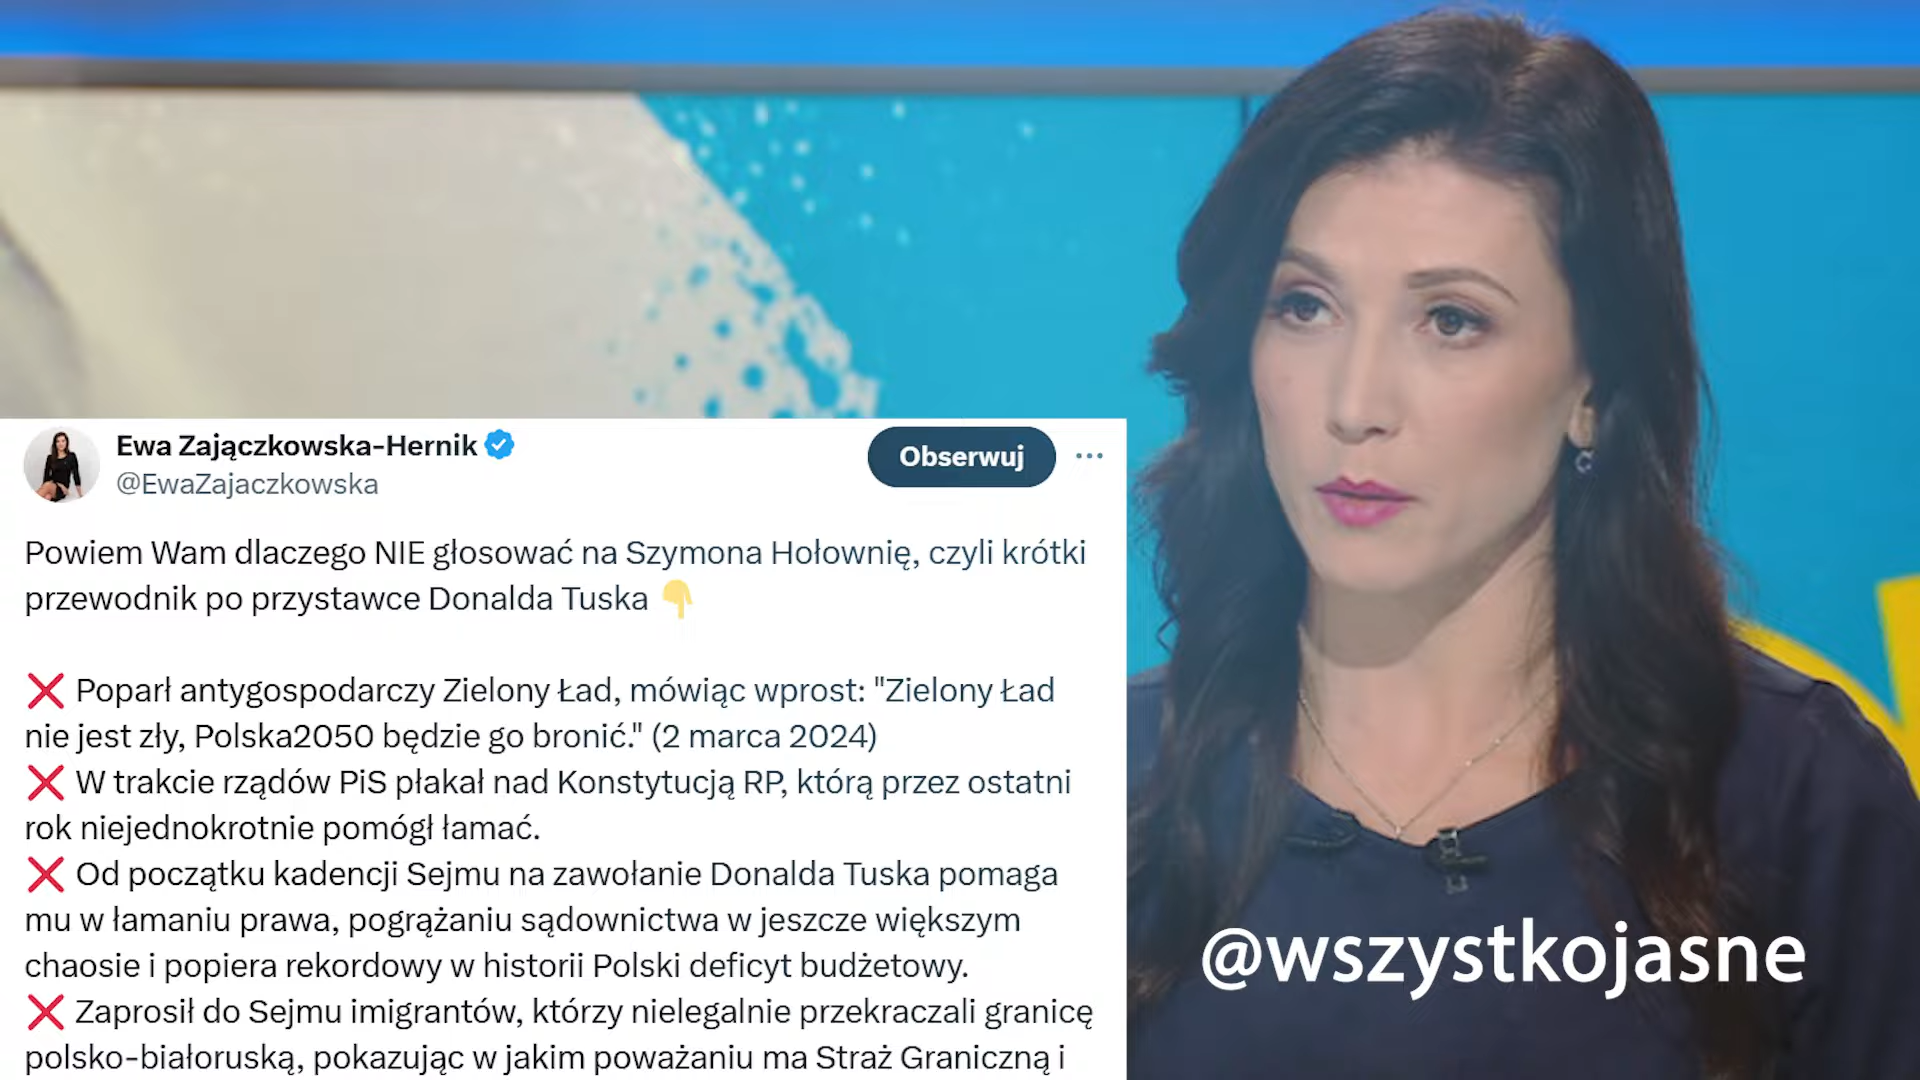 Ewa Zajączkowska-Hernik
@EwaZajaczkowska
Obserwuj
Powiem Wam dlaczego NIE głosować na Szymona Hołownię, czyli krótki
przewodnik po przystawce Donalda Tuska 👇
❌ Poparł antygospodarczy Zielony Ład, mówiąc wprost: "Zielony Ład
nie jest zły, Polska2050 będzie go bronić." (2 marca 2024)
❌ W trakcie rządów PiS płakał nad Konstytucją RP, którą przez ostatni
rok niejednokrotnie pomógł łamać.
❌ Od początku kadencji Sejmu na zawołanie Donalda Tuska pomaga
mu w łamaniu prawa, pogrążaniu sądownictwa w jeszcze większym
chaosie i popiera rekordowy w historii Polski deficyt budżetowy.
❌ Zaprosił do Sejmu imigrantów, którzy nielegalnie przekraczali granicę
polsko-białoruską, pokazując w jakim poważaniu ma Straż Graniczną i
@wszystkojasne